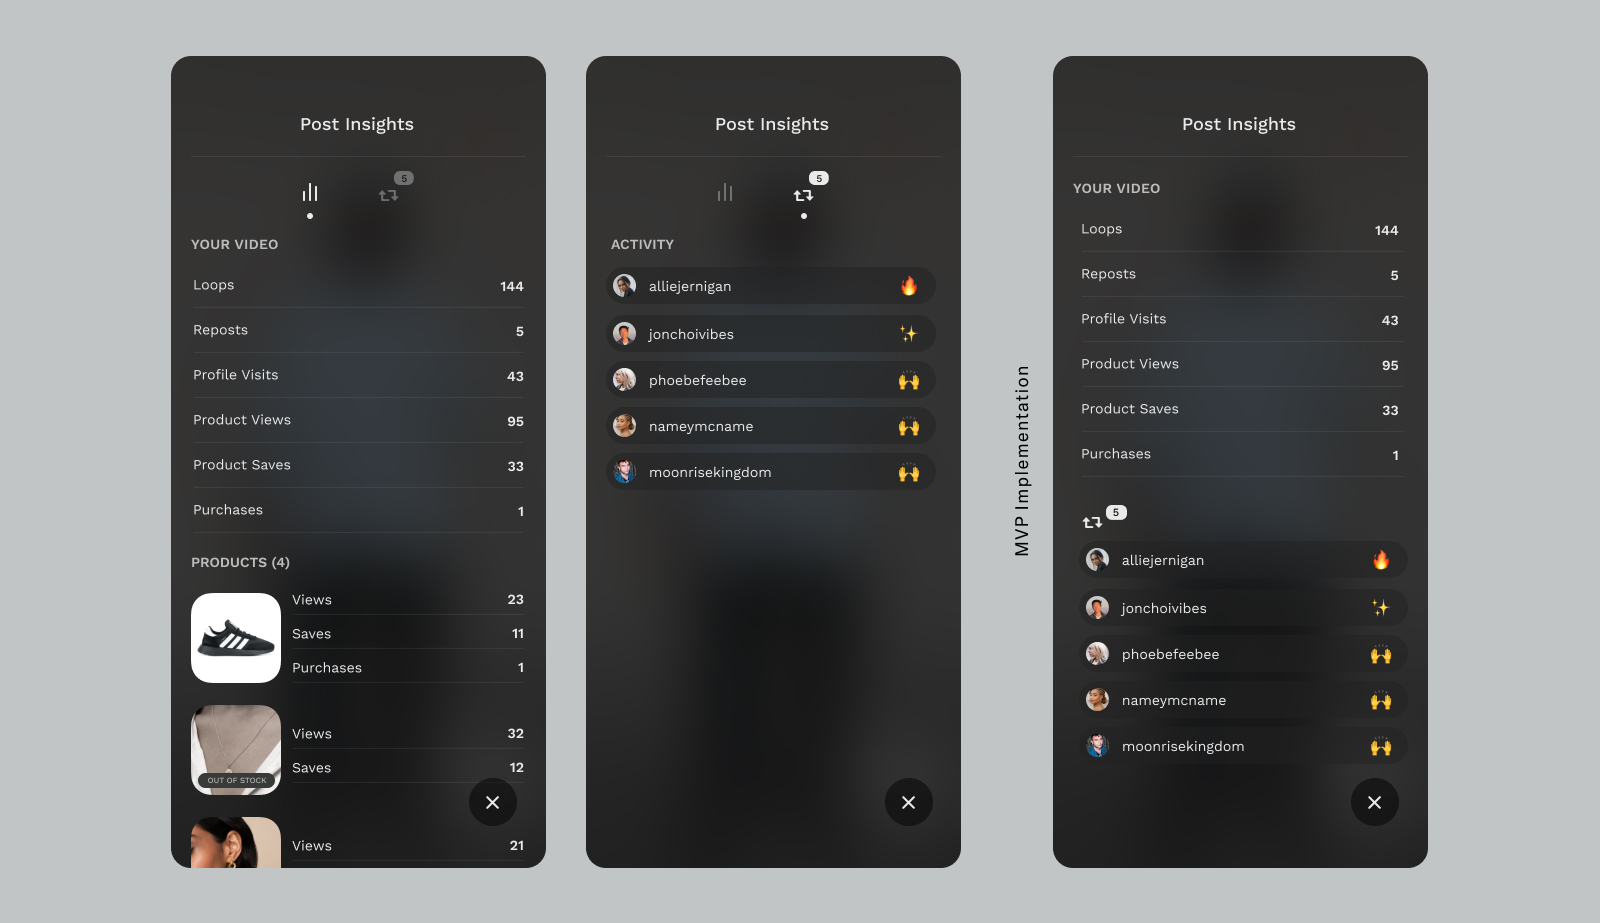 Post Insights
5
YOUR VIDEO
Loops 144
Reposts 5
Profile Visits 43
Product Views 95
Product Saves 33
Purchases 1
PRODUCTS (4)
Views 23
Saves 11
Purchases 1
OUT OF STOCK
Views 32
Saves 12
Views 21
Post Insights
5
ACTIVITY
alliejernigan 🔥
jonchoivibes ✨
phoebefeebee 🙌
nameymcname 🙌
moonrisekingdom 🙌
MVP Implementation
Post Insights
YOUR VIDEO
Loops 144
Reposts 5
Profile Visits 43
Product Views 95
Product Saves 33
Purchases 1
5
alliejernigan 🔥
jonchoivibes ✨
phoebefeebee 🙌
nameymcname 🙌
moonrisekingdom 🙌